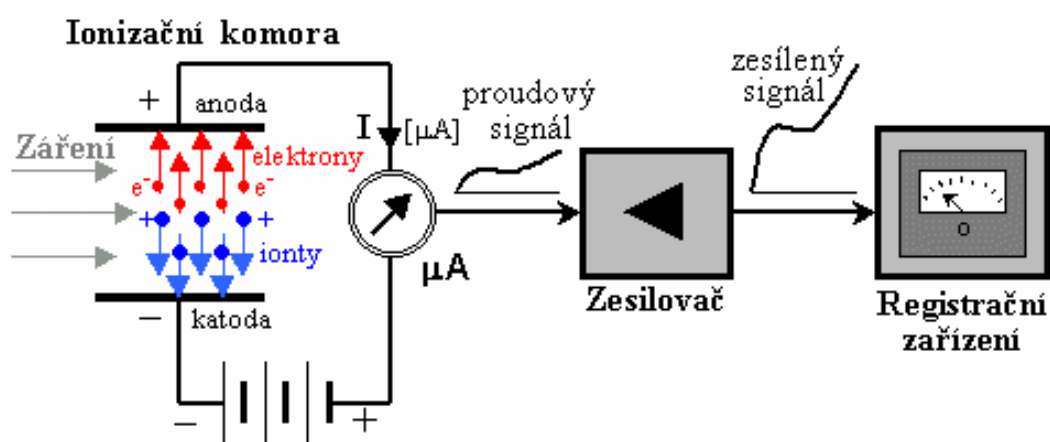 Ionizační komora
+
anoda
Záření
elektrony
e⁻
e⁻
+
+
ionty
−
katoda
−
+
I
[μA]
μA
proudový
signál
Zesilovač
zesílený
signál
0
Registrační
zařízení